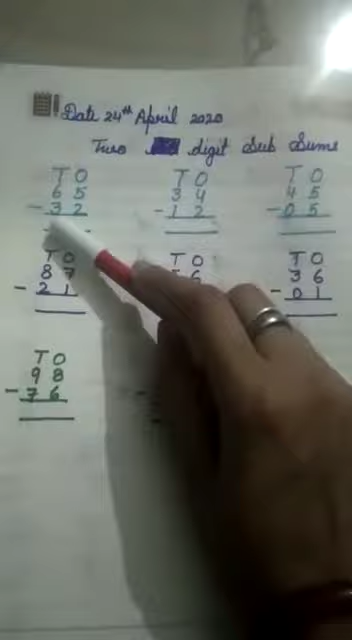 Date 24th April 2020
Two digit Sub Sums
T O T O T O
6 5 3 4 4 5
- 3 2 - 1 2 - 0 5
T O T O T O
8 7 6 3 6
- 2 1 - 0 1
T O
9 8
- 7 6